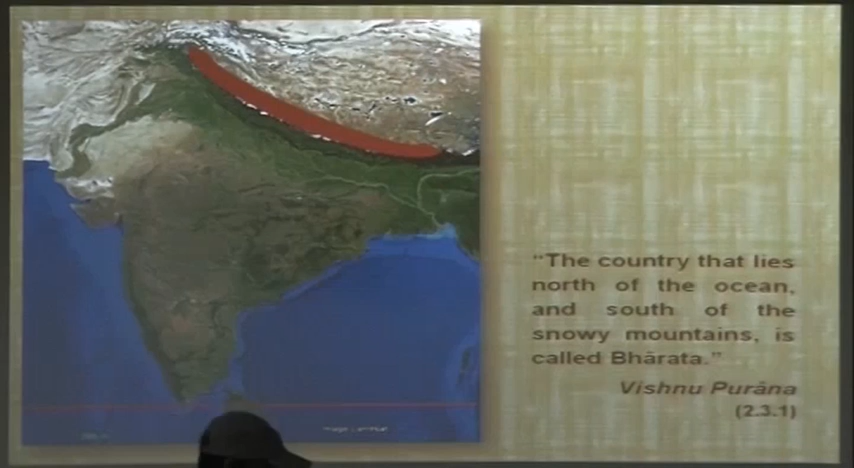 “The country that lies
north of the ocean,
and south of the
snowy mountains, is
called Bhārata.”
Vishnu Purāna
(2.3.1)